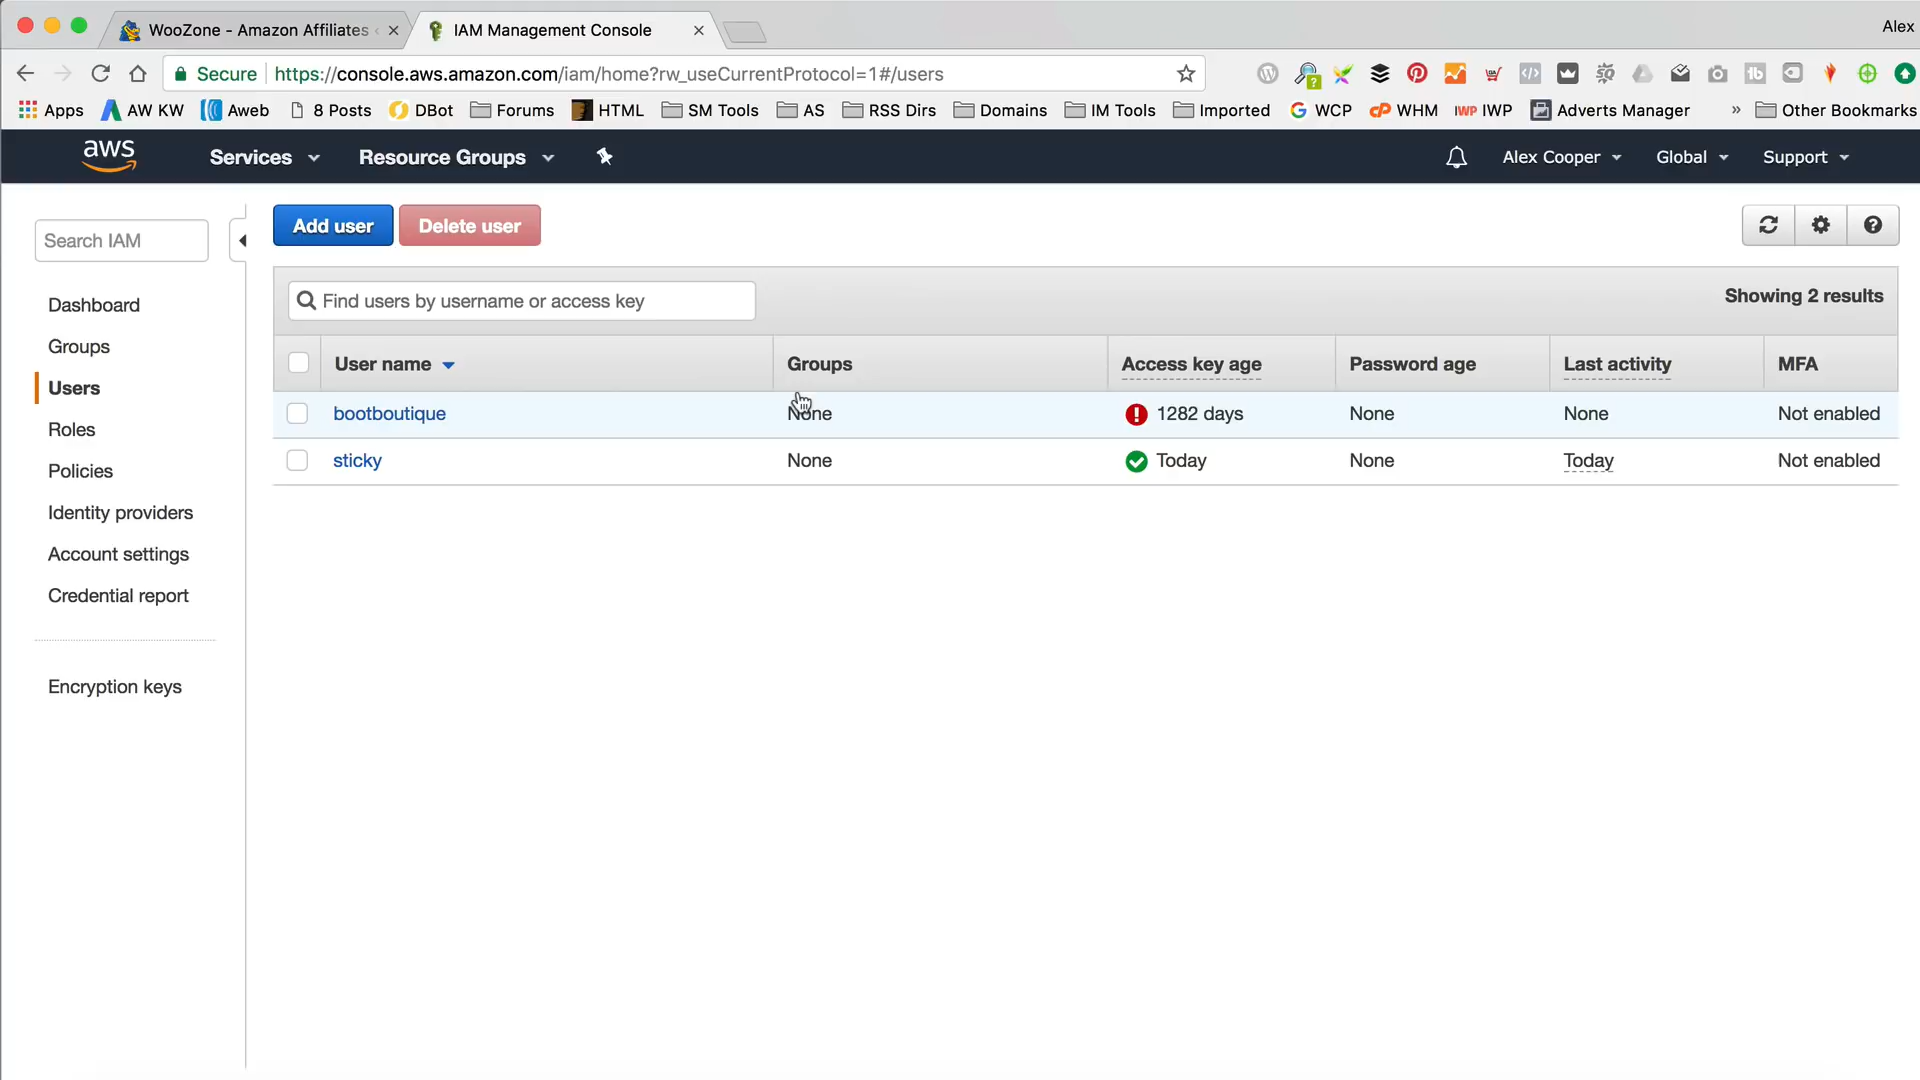 WooZone - Amazon Affiliates
IAM Management Console
Alex
Secure https://console.aws.amazon.com/iam/home?rw_useCurrentProtocol=1#/users
Apps AW KW Aweb 8 Posts DBot Forums HTML SM Tools AS RSS Dirs Domains IM Tools Imported WCP WHM IWP IWP Adverts Manager » Other Bookmarks
aws Services Resource Groups Alex Cooper Global Support
Search IAM
Dashboard
Groups
Users
Roles
Policies
Identity providers
Account settings
Credential report
Encryption keys
Add user Delete user
Find users by username or access key Showing 2 results
User name Groups Access key age Password age Last activity MFA
bootboutique None 1282 days None None Not enabled
sticky None Today None Today Not enabled